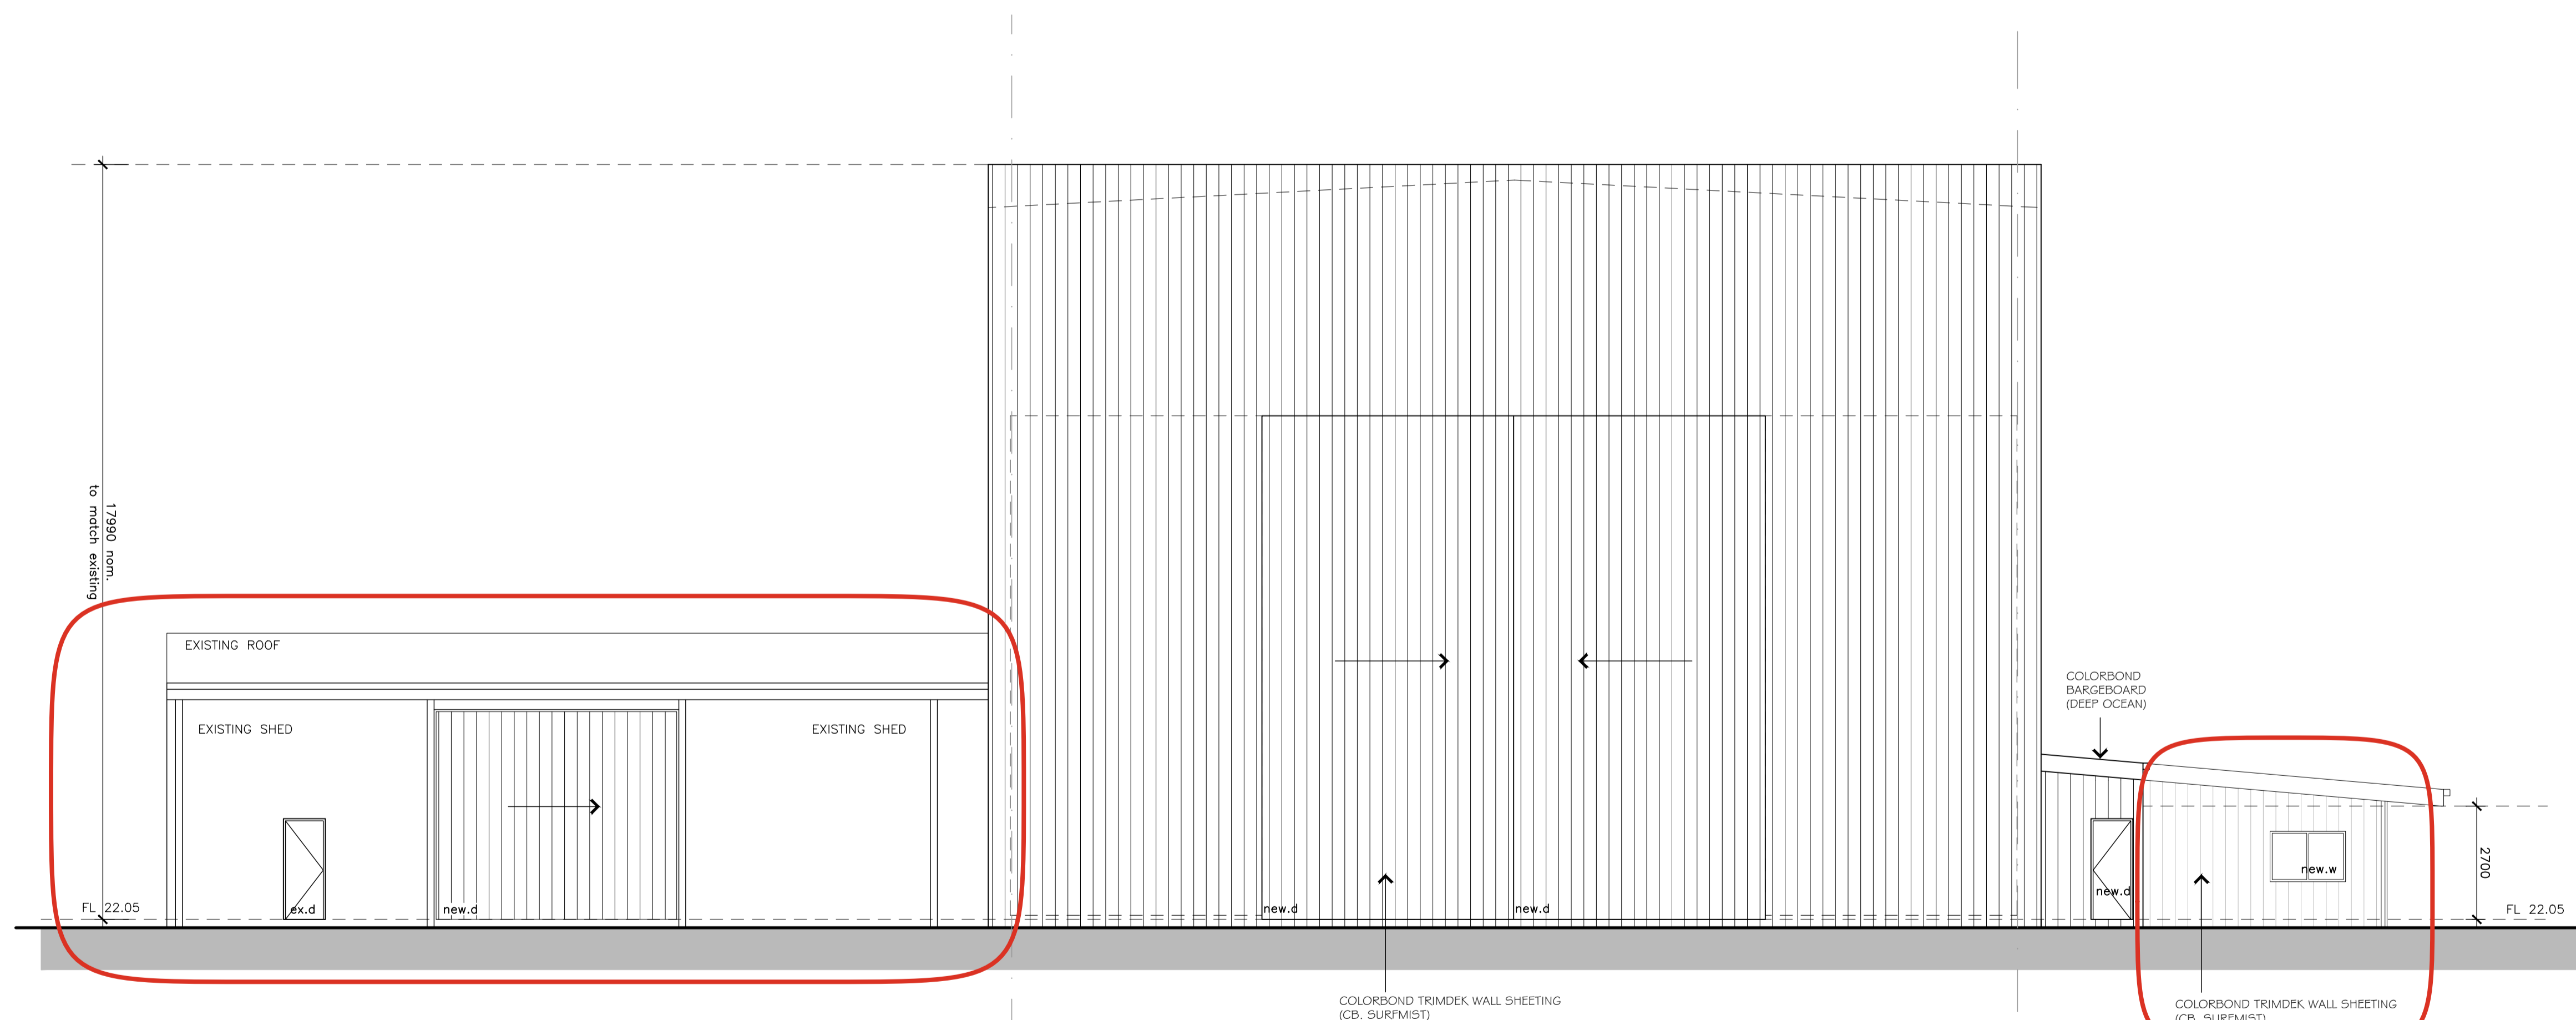 17990 nom.
to match existing
EXISTING ROOF
EXISTING SHED
EXISTING SHED
COLORBOND
BARGEBOARD
(DEEP OCEAN)
2700
new.w
new.d
FL 22.05
ex.d
new.d
new.d
new.d
FL 22.05
COLORBOND TRIMDEK WALL SHEETING
(CB. SURFMIST)
COLORBOND TRIMDEK WALL SHEETING
(CB. SURFMIST)